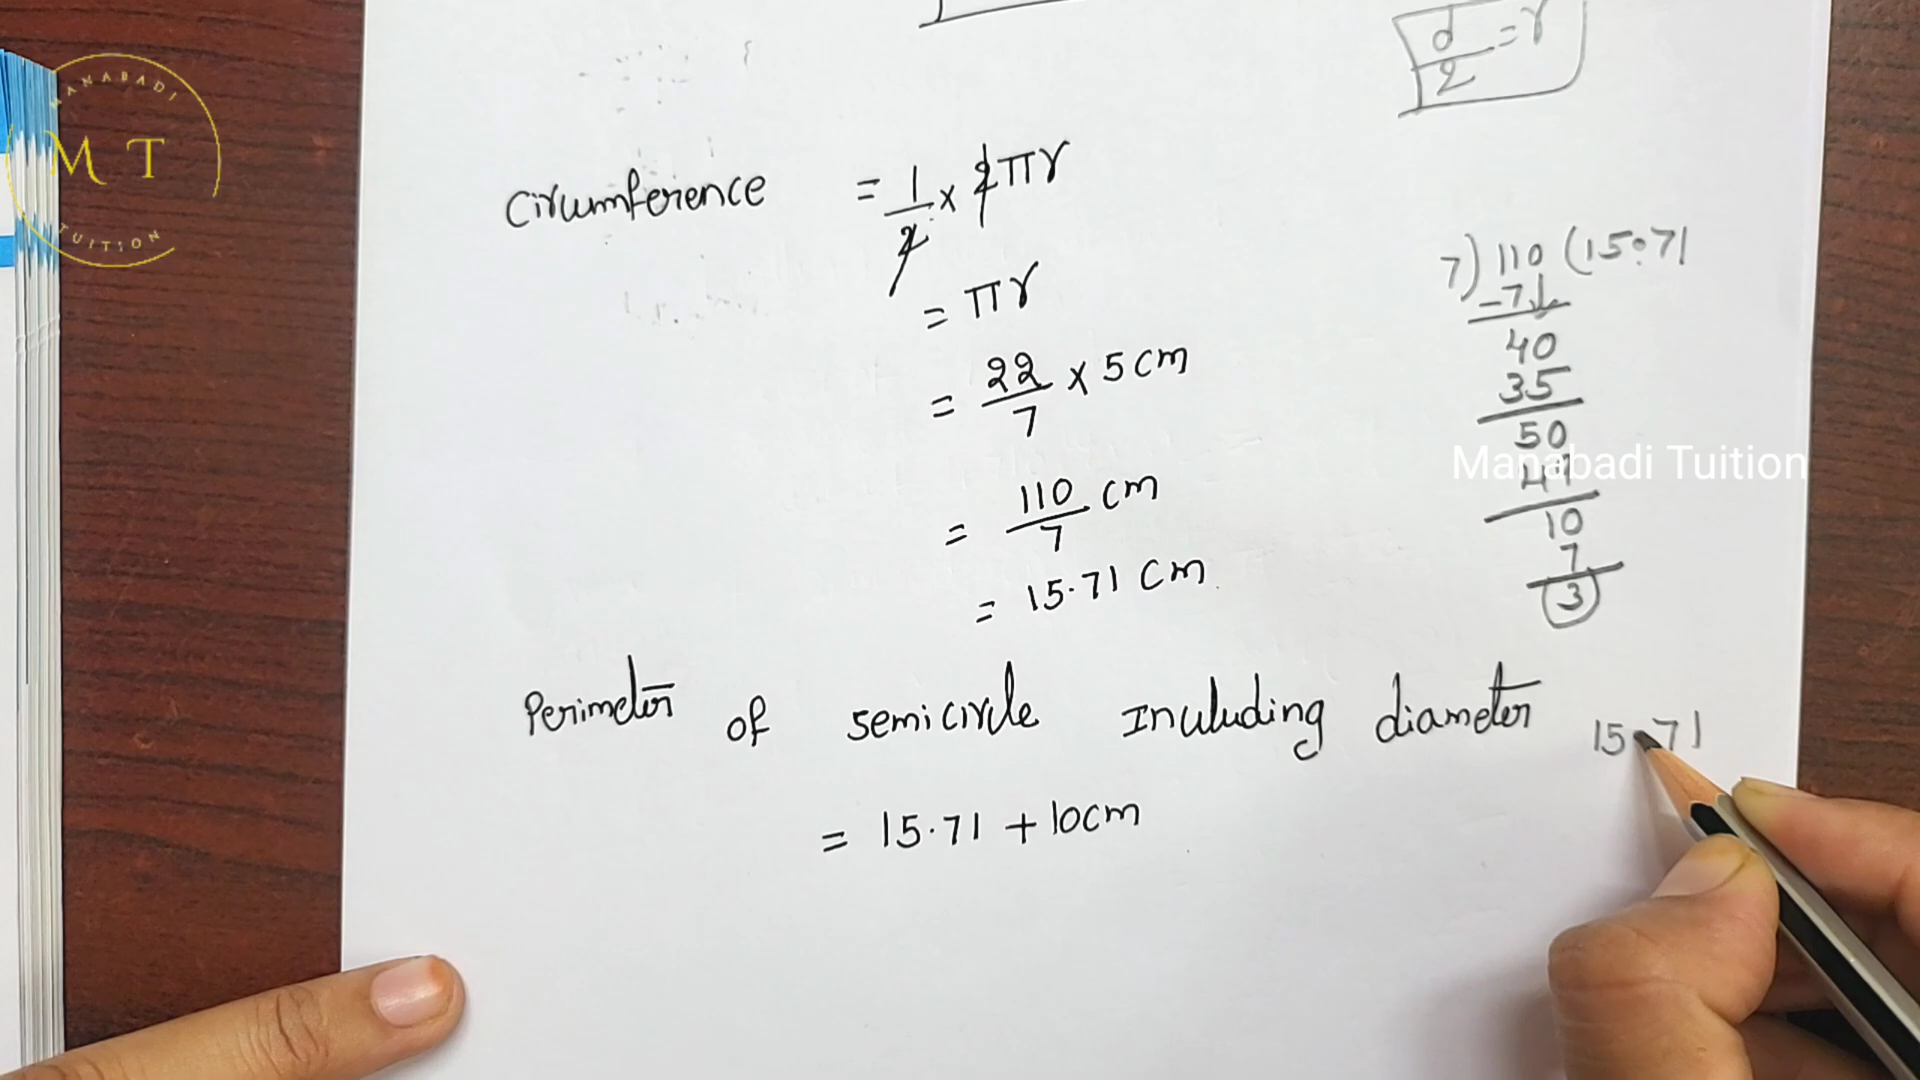 d/2 = r
MANABADI
MT
TUITION
Circumference = 1/2 × 2πr
= πr
= 22/7 × 5 cm
= 110/7 cm
= 15.71 cm
7) 110 (15.71
-7
40
35
50
10
7
3
Manabadi Tuition
Perimeter of semicircle Including diameter
15.71
= 15.71 + 10cm